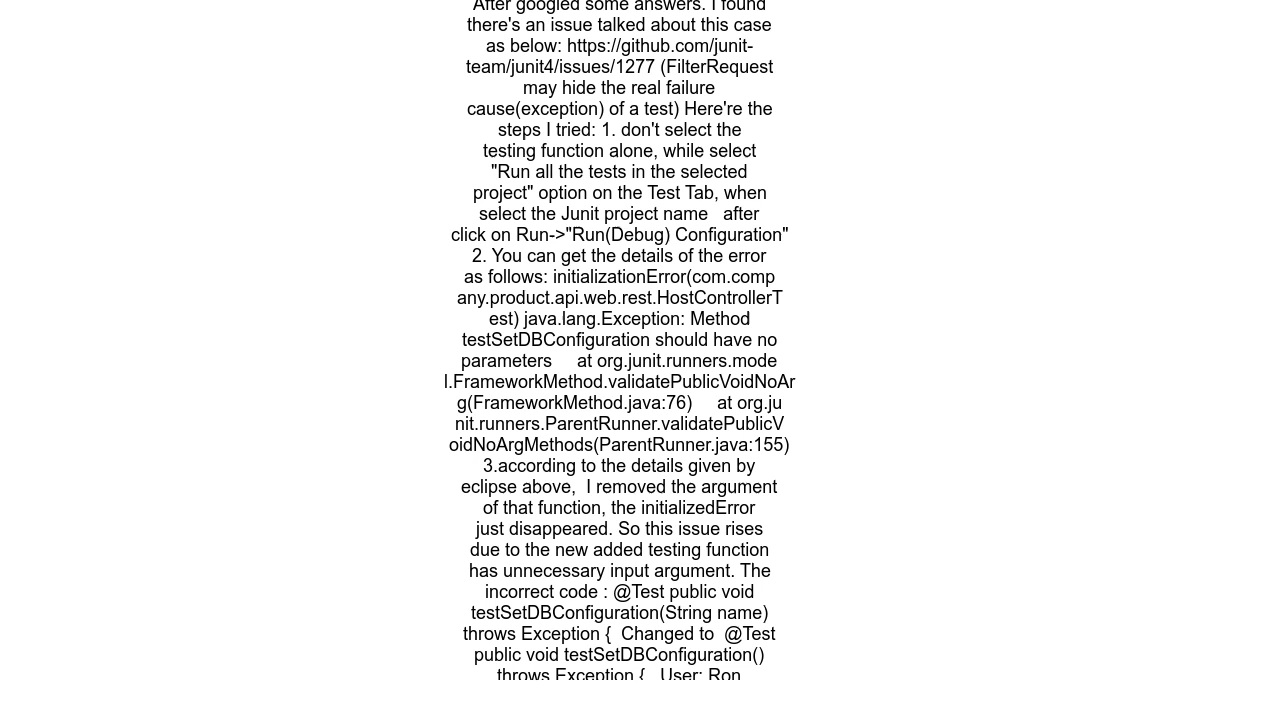 After googled some answers. I found
there's an issue talked about this case
as below: https://github.com/junit-
team/junit4/issues/1277 (FilterRequest
may hide the real failure
cause(exception) of a test) Here're the
steps I tried: 1. don't select the
testing function alone, while select
"Run all the tests in the selected
project" option on the Test Tab, when
select the Junit project name   after
click on Run->"Run(Debug) Configuration"
2. You can get the details of the error
as follows: initializationError(com.comp
any.product.api.web.rest.HostControllerT
est) java.lang.Exception: Method
testSetDBConfiguration should have no
parameters     at org.junit.runners.mode
l.FrameworkMethod.validatePublicVoidNoAr
g(FrameworkMethod.java:76)     at org.ju
nit.runners.ParentRunner.validatePublicV
oidNoArgMethods(ParentRunner.java:155)
3.according to the details given by
eclipse above,  I removed the argument
of that function, the initializedError
just disappeared. So this issue rises
due to the new added testing function
has unnecessary input argument. The
incorrect code : @Test public void
testSetDBConfiguration(String name)
throws Exception {  Changed to  @Test
public void testSetDBConfiguration()
throws Exception {   User: Ron